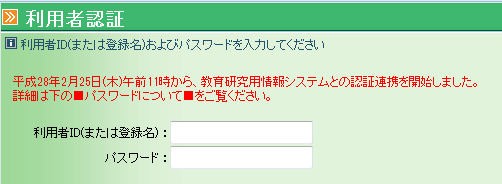 利用者認証
利用者ID(または登録名)およびパスワードを入力してください
平成28年2月25日(木)午前11時から、教育研究用情報システムとの認証連携を開始しました。
詳細は下の■パスワードについて■をご覧ください。
利用者ID(または登録名)：
パスワード：